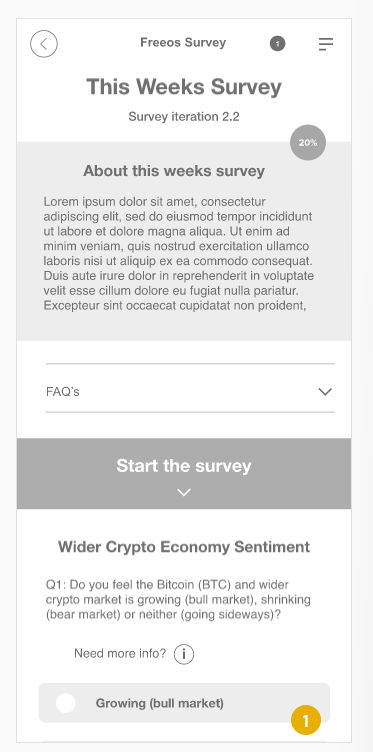 Freeos Survey
1
This Weeks Survey
Survey iteration 2.2
20%
About this weeks survey
Lorem ipsum dolor sit amet, consectetur
adipiscing elit, sed do eiusmod tempor incididunt
ut labore et dolore magna aliqua. Ut enim ad
minim veniam, quis nostrud exercitation ullamco
laboris nisi ut aliquip ex ea commodo consequat.
Duis aute irure dolor in reprehenderit in voluptate
velit esse cillum dolore eu fugiat nulla pariatur.
Excepteur sint occaecat cupidatat non proident,
FAQ's
Start the survey
Wider Crypto Economy Sentiment
Q1: Do you feel the Bitcoin (BTC) and wider
crypto market is growing (bull market), shrinking
(bear market) or neither (going sideways)?
Need more info? i
Growing (bull market)
1